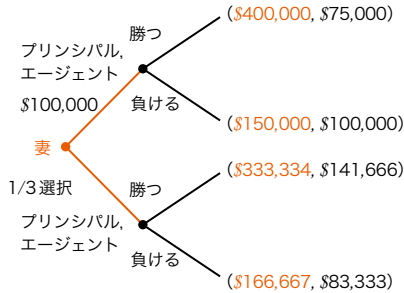 勝つ
($400,000, $75,000)
プリンシパル,
エージェント
$100,000
負ける
($150,000, $100,000)
妻
($333,334, $141,666)
1/3選択
勝つ
プリンシパル,
エージェント
負ける
($166,667, $83,333)